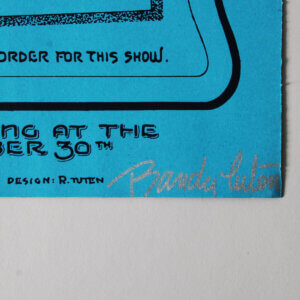 ORDER FOR THIS SHOW.
NG AT THE
BER 30TH
DESIGN: R. TUTEN
Randy Tuten